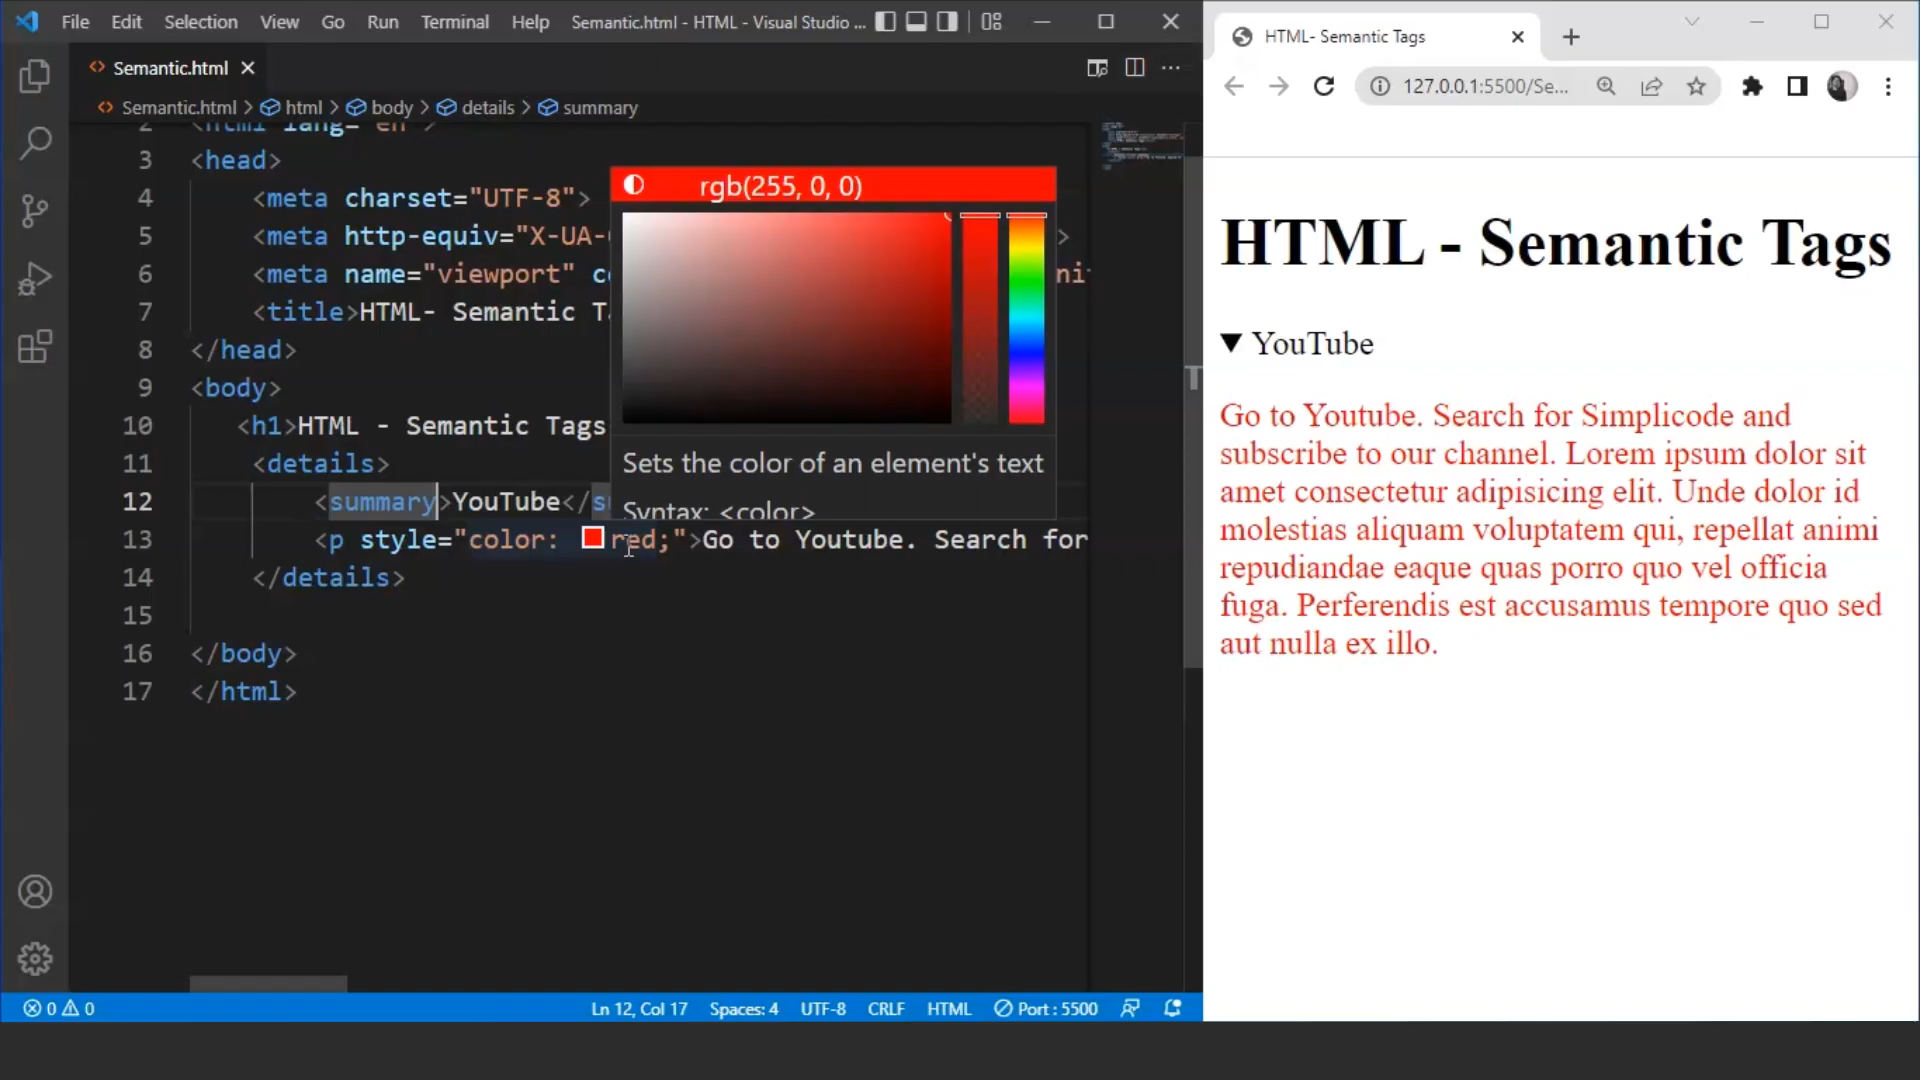 File Edit Selection View Go Run Terminal Help Semantic.html - HTML - Visual Studio ...
Semantic.html
Semantic.html > html > body > details > summary
2 <html lang="en">
3 <head>
4 <meta charset="UTF-8">
5 <meta http-equiv="X-UA- >
6 <meta name="viewport" co ni
7 <title>HTML- Semantic Ta
8 </head>
9 <body>
10 <h1>HTML - Semantic Tags
11 <details>
12 <summary>YouTube</su
13 <p style="color: red;">Go to Youtube. Search for
14 </details>
15
16 </body>
17 </html>
rgb(255, 0, 0)
Sets the color of an element's text
Syntax: <color>
0 0 Ln 12, Col 17 Spaces: 4 UTF-8 CRLF HTML Port : 5500
HTML- Semantic Tags
127.0.0.1:5500/Se...
HTML - Semantic Tags
▼ YouTube
Go to Youtube. Search for Simplicode and
subscribe to our channel. Lorem ipsum dolor sit
amet consectetur adipisicing elit. Unde dolor id
molestias aliquam voluptatem qui, repellat animi
repudiandae eaque quas porro quo vel officia
fuga. Perferendis est accusamus tempore quo sed
aut nulla ex illo.